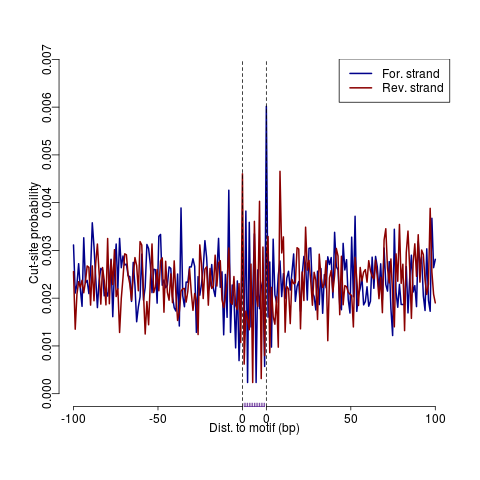 For. strand
Rev. strand
Cut-site probability
0.007
0.006
0.005
0.004
0.003
0.002
0.001
0.000
-100 -50 0 0 50 100
Dist. to motif (bp)